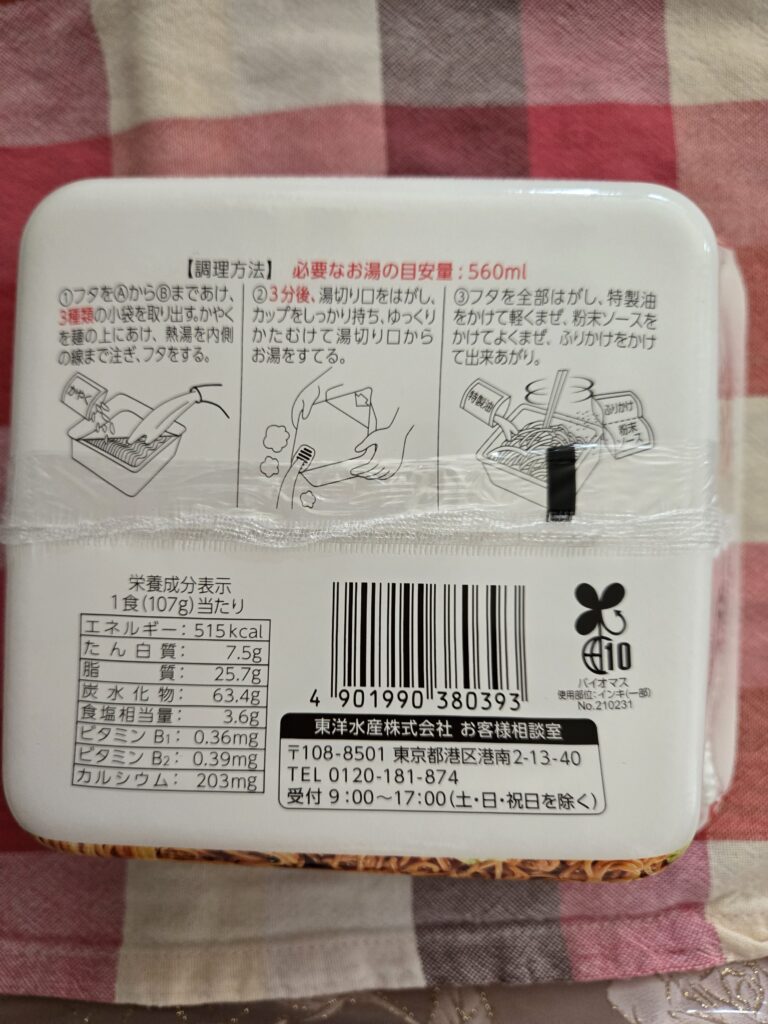 【調理方法】 必要なお湯の目安量：560ml
①フタをⒶからⒷまであけ、
3種類の小袋を取り出す。かやく
を麺の上にあけ、熱湯を内側
の線まで注ぎ、フタをする。
②3分後、湯切り口をはがし、
カップをしっかり持ち、ゆっくり
かたむけて湯切り口から
お湯をすてる。
③フタを全部はがし、特製油
をかけて軽くまぜ、粉末ソースを
かけてよくまぜ、ふりかけをかけ
て出来あがり。
かやく
特製油
ふりかけ
粉末
ソース
栄養成分表示
1食(107g)当たり
エネルギー：515kcal
たん白質：7.5g
脂質：25.7g
炭水化物：63.4g
食塩相当量：3.6g
ビタミンB₁：0.36mg
ビタミンB₂：0.39mg
カルシウム：203mg
4 901990 380393
10
バイオマス
使用部位：インキ(一部)
No.210231
東洋水産株式会社 お客様相談室
〒108-8501 東京都港区港南2-13-40
TEL 0120-181-874
受付 9：00～17：00(土・日・祝日を除く)